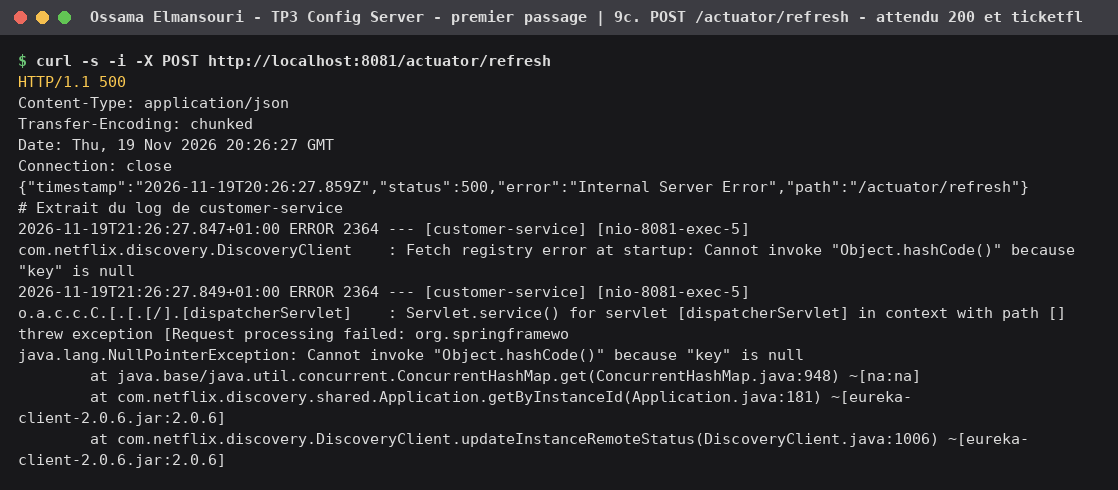 Ossama Elmansouri - TP3 Config Server - premier passage | 9c. POST /actuator/refresh - attendu 200 et ticketfl
$ curl -s -i -X POST http://localhost:8081/actuator/refresh
HTTP/1.1 500
Content-Type: application/json
Transfer-Encoding: chunked
Date: Thu, 19 Nov 2026 20:26:27 GMT
Connection: close
{"timestamp":"2026-11-19T20:26:27.859Z","status":500,"error":"Internal Server Error","path":"/actuator/refresh"}
# Extrait du log de customer-service
2026-11-19T21:26:27.847+01:00 ERROR 2364 --- [customer-service] [nio-8081-exec-5]
com.netflix.discovery.DiscoveryClient    : Fetch registry error at startup: Cannot invoke "Object.hashCode()" because
"key" is null
2026-11-19T21:26:27.849+01:00 ERROR 2364 --- [customer-service] [nio-8081-exec-5]
o.a.c.c.C.[.[.[/].[dispatcherServlet]    : Servlet.service() for servlet [dispatcherServlet] in context with path []
threw exception [Request processing failed: org.springframewo
java.lang.NullPointerException: Cannot invoke "Object.hashCode()" because "key" is null
        at java.base/java.util.concurrent.ConcurrentHashMap.get(ConcurrentHashMap.java:948) ~[na:na]
        at com.netflix.discovery.shared.Application.getByInstanceId(Application.java:181) ~[eureka-
client-2.0.6.jar:2.0.6]
        at com.netflix.discovery.DiscoveryClient.updateInstanceRemoteStatus(DiscoveryClient.java:1006) ~[eureka-
client-2.0.6.jar:2.0.6]